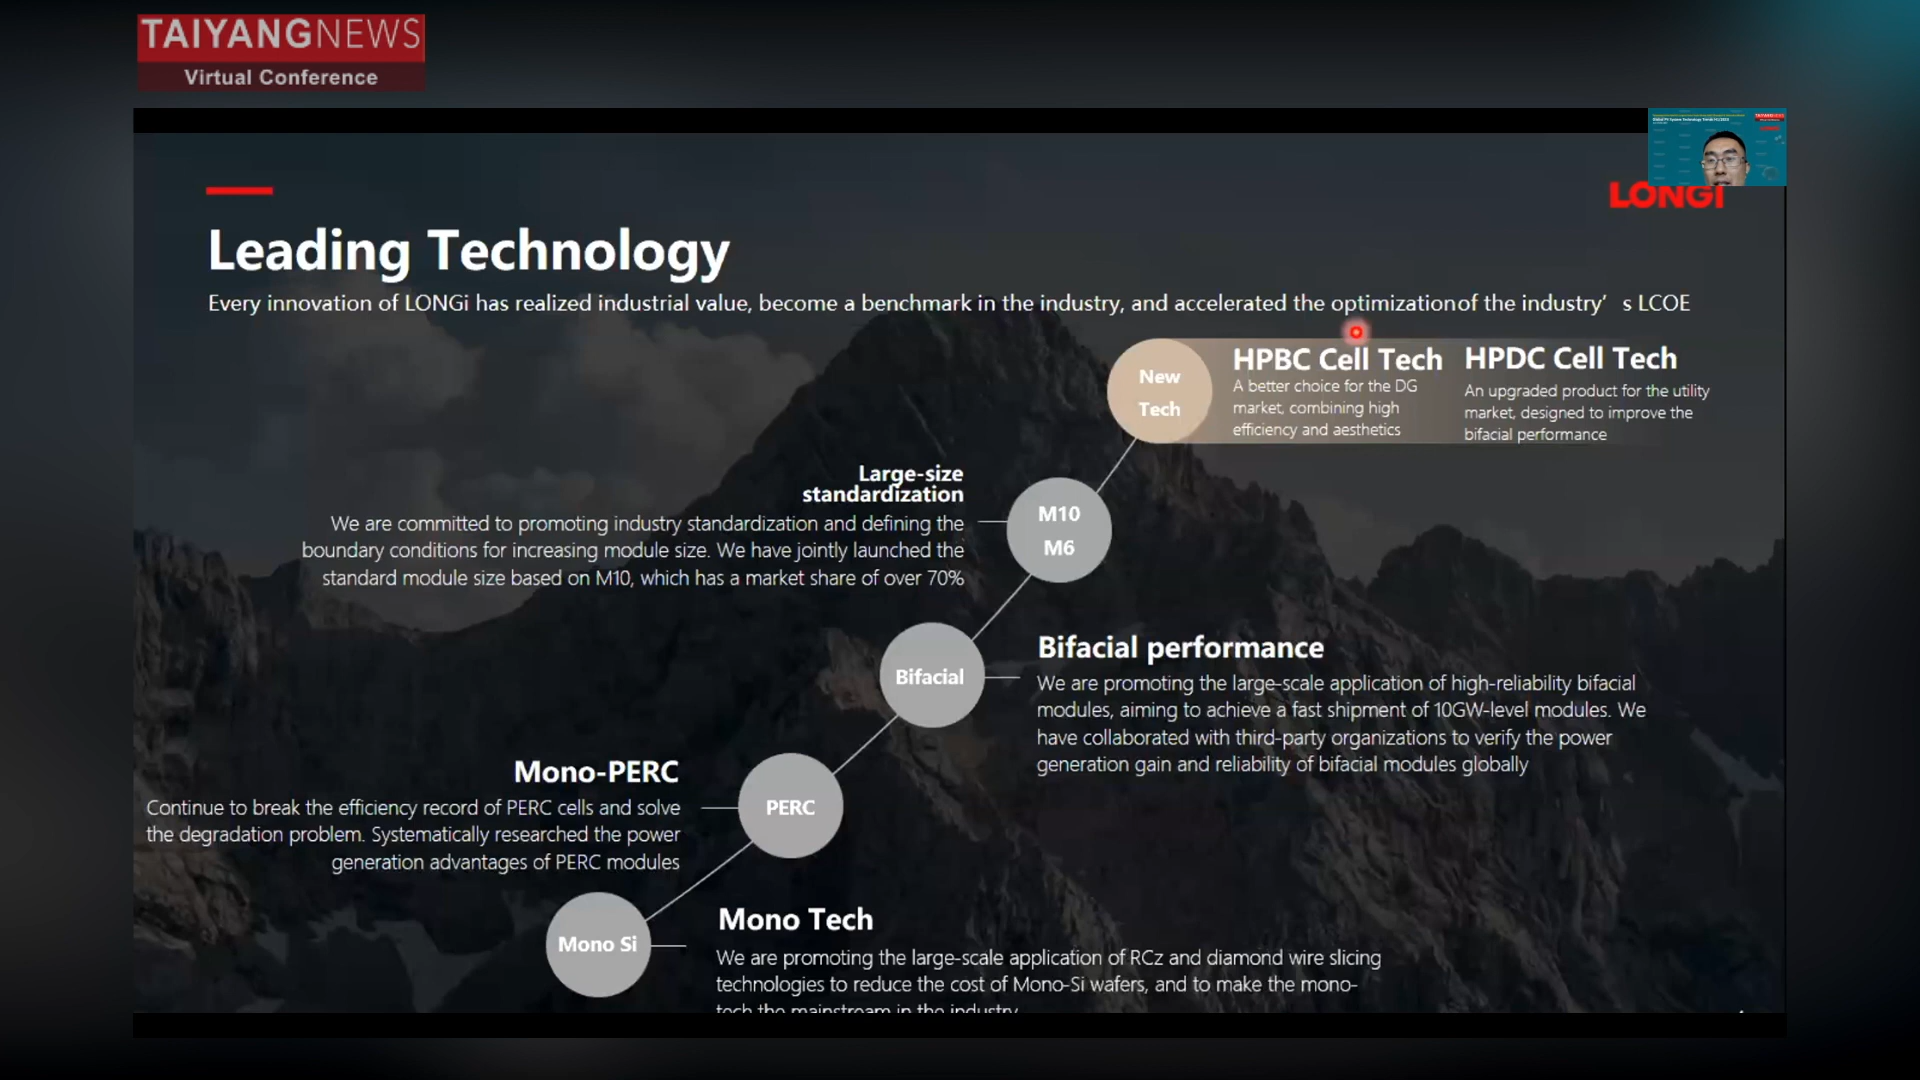 TAIYANGNEWS
Virtual Conference
LONGi
Leading Technology
Every innovation of LONGi has realized industrial value, become a benchmark in the industry, and accelerated the optimization of the industry’ s LCOE
New
Tech
HPBC Cell Tech
A better choice for the DG
market, combining high
efficiency and aesthetics
HPDC Cell Tech
An upgraded product for the utility
market, designed to improve the
bifacial performance
Large-size
standardization
We are committed to promoting industry standardization and defining the
boundary conditions for increasing module size. We have jointly launched the
standard module size based on M10, which has a market share of over 70%
M10
M6
Bifacial
Bifacial performance
We are promoting the large-scale application of high-reliability bifacial
modules, aiming to achieve a fast shipment of 10GW-level modules. We
have collaborated with third-party organizations to verify the power
generation gain and reliability of bifacial modules globally
Mono-PERC
Continue to break the efficiency record of PERC cells and solve
the degradation problem. Systematically researched the power
generation advantages of PERC modules
PERC
Mono Si
Mono Tech
We are promoting the large-scale application of RCz and diamond wire slicing
technologies to reduce the cost of Mono-Si wafers, and to make the mono-
tech the mainstream in the industry